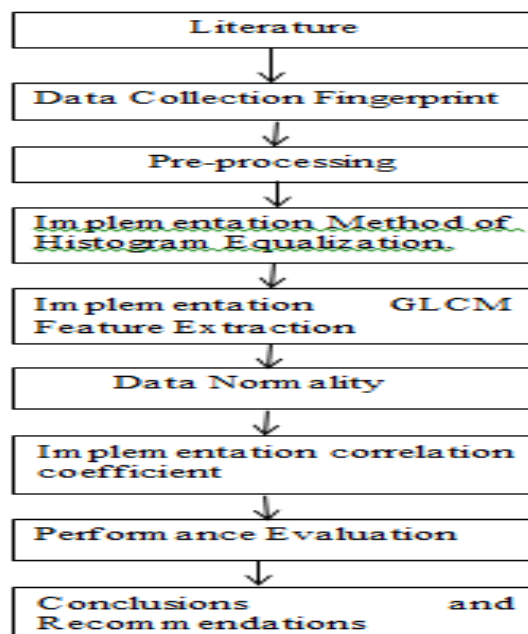 Literature
Data Collection Fingerprint
Pre-processing
Implementation Method of
Histogram Equalization.
Implementation GLCM
Feature Extraction
Data Normality
Implementation correlation
coefficient
Performance Evaluation
Conclusions and
Recommendations